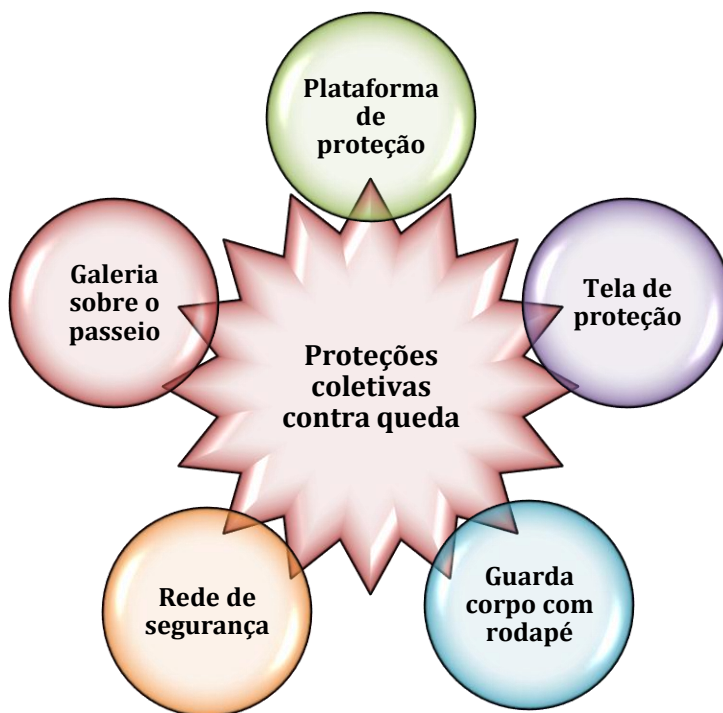 Plataforma
de
proteção
Galeria
sobre o
passeio
Tela de
proteção
Proteções
coletivas
contra queda
Rede de
segurança
Guarda
corpo com
rodapé